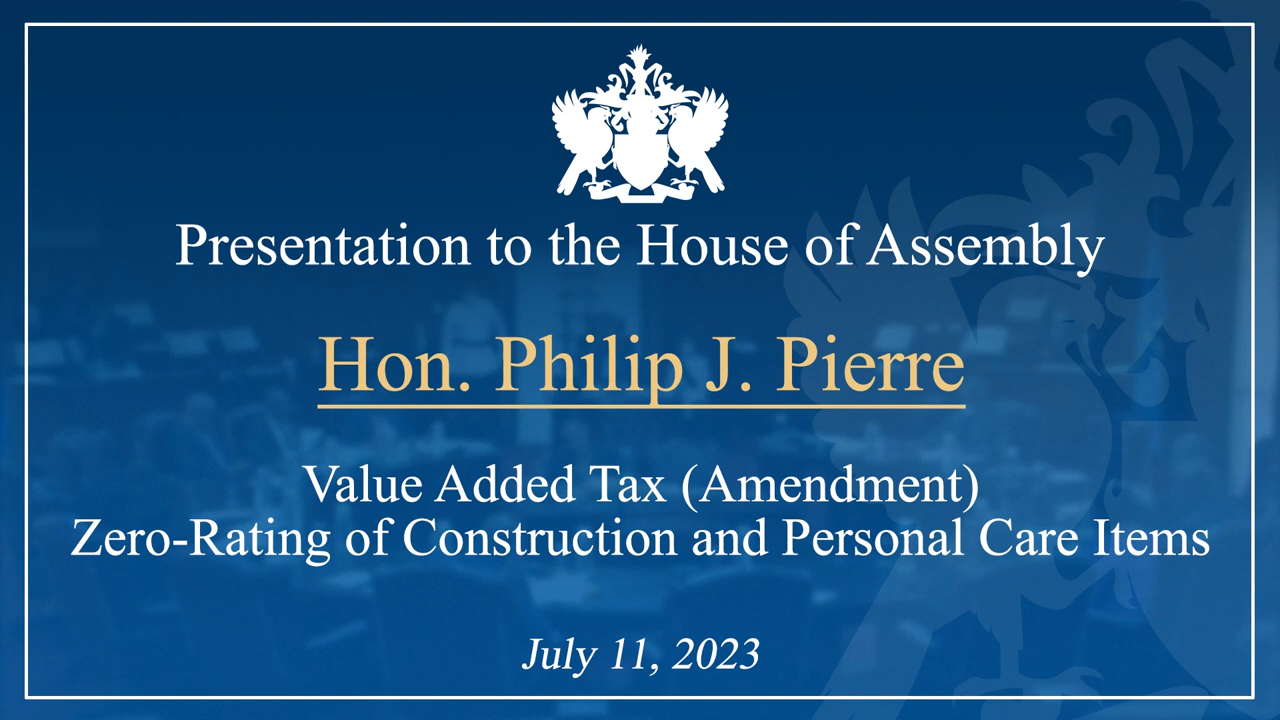 Presentation to the House of Assembly
Hon. Philip J. Pierre
Value Added Tax (Amendment)
Zero-Rating of Construction and Personal Care Items
July 11, 2023